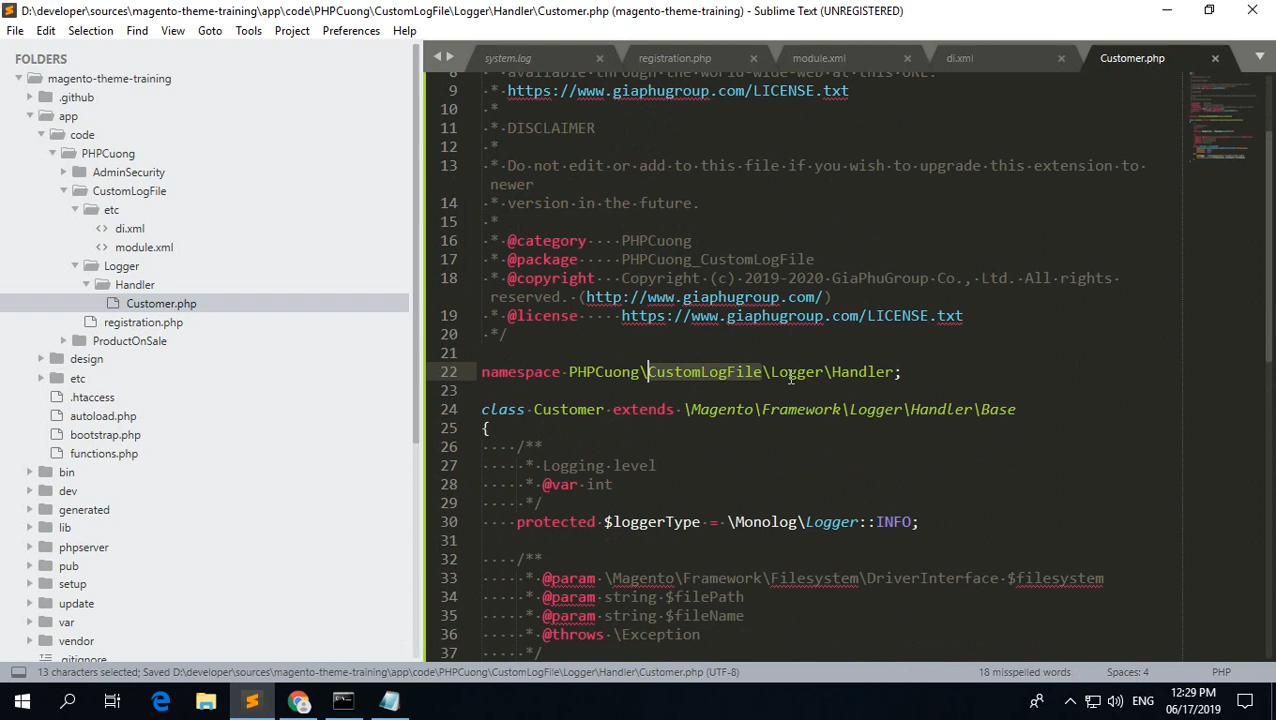 D:\developer\sources\magento-theme-training\app\code\PHPCuong\CustomLogFile\Logger\Handler\Customer.php (magento-theme-training) - Sublime Text (UNREGISTERED)
File Edit Selection Find View Goto Tools Project Preferences Help
FOLDERS
magento-theme-training
.github
app
code
PHPCuong
AdminSecurity
CustomLogFile
etc
<> di.xml
<> module.xml
Logger
Handler
Customer.php
registration.php
ProductOnSale
design
etc
.htaccess
autoload.php
bootstrap.php
functions.php
bin
dev
generated
lib
phpserver
pub
setup
update
var
vendor
.gitignore
system.log registration.php module.xml di.xml Customer.php
8 * available through the world-wide-web at this URL:
9 * https://www.giaphugroup.com/LICENSE.txt
10 *
11 * DISCLAIMER
12 *
13 * Do not edit or add to this file if you wish to upgrade this extension to
newer
14 * version in the future.
15 *
16 * @category    PHPCuong
17 * @package     PHPCuong_CustomLogFile
18 * @copyright   Copyright (c) 2019-2020 GiaPhuGroup Co., Ltd. All rights
reserved. (http://www.giaphugroup.com/)
19 * @license     https://www.giaphugroup.com/LICENSE.txt
20 */
21
22 namespace PHPCuong\CustomLogFile\Logger\Handler;
23
24 class Customer extends \Magento\Framework\Logger\Handler\Base
25 {
26 /**
27 * Logging level
28 * @var int
29 */
30 protected $loggerType = \Monolog\Logger::INFO;
31
32 /**
33 * @param \Magento\Framework\Filesystem\DriverInterface $filesystem
34 * @param string $filePath
35 * @param string $fileName
36 * @throws \Exception
37 */
13 characters selected; Saved D:\developer\sources\magento-theme-training\app\code\PHPCuong\CustomLogFile\Logger\Handler\Customer.php (UTF-8) 18 misspelled words Spaces: 4 PHP
ENG
12:29 PM
06/17/2019